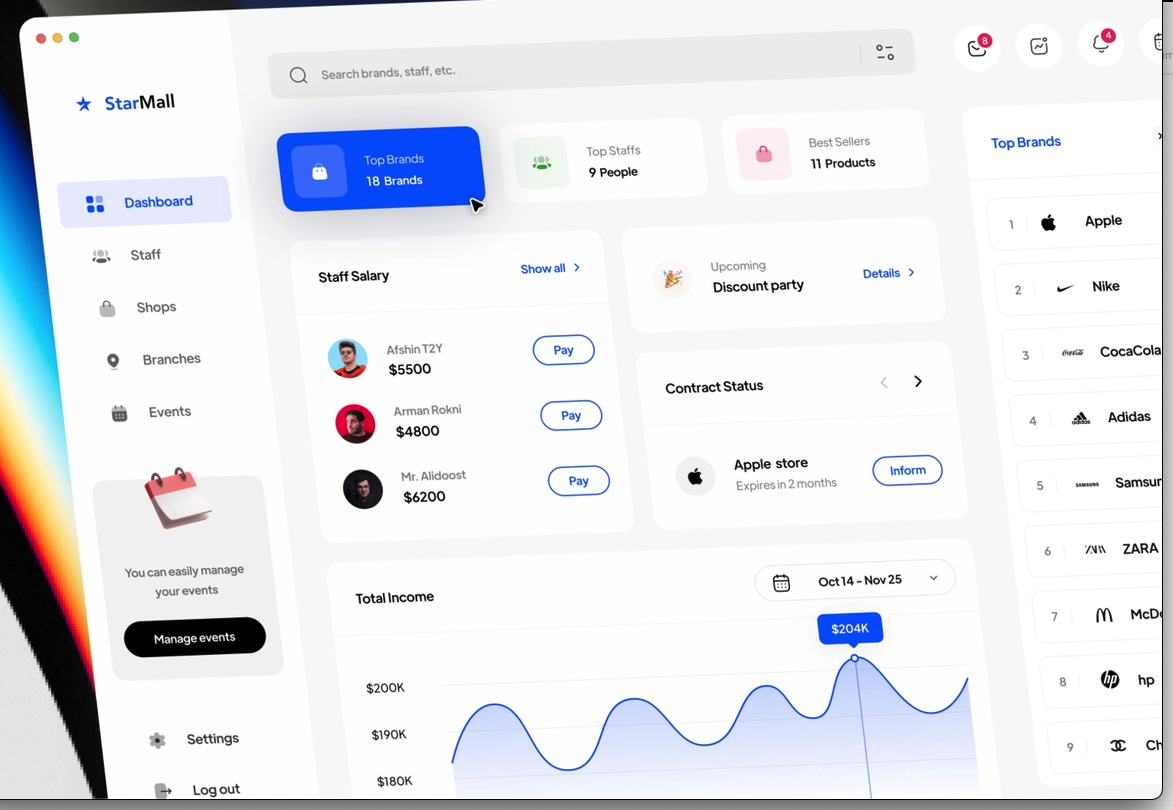 StarMall
Dashboard
Staff
Shops
Branches
Events
You can easily manage
your events
Manage events
Settings
Log out
Search brands, staff, etc.
8
4
Top Brands
18 Brands
Top Staffs
9 People
Best Sellers
11 Products
Staff Salary
Show all
Afshin T2Y
$5500
Pay
Arman Rokni
$4800
Pay
Mr. Alidoost
$6200
Pay
Upcoming
Discount party
Details
Contract Status
Apple store
Expires in 2 months
Inform
Total Income
Oct 14 - Nov 25
$204K
$200K
$190K
$180K
Top Brands
1 Apple
2 Nike
3 Coca-Cola CocaCola
4 adidas Adidas
5 SAMSUNG Samsun
6 ZARA ZARA
7 McDo
8 hp hp
9 Ch